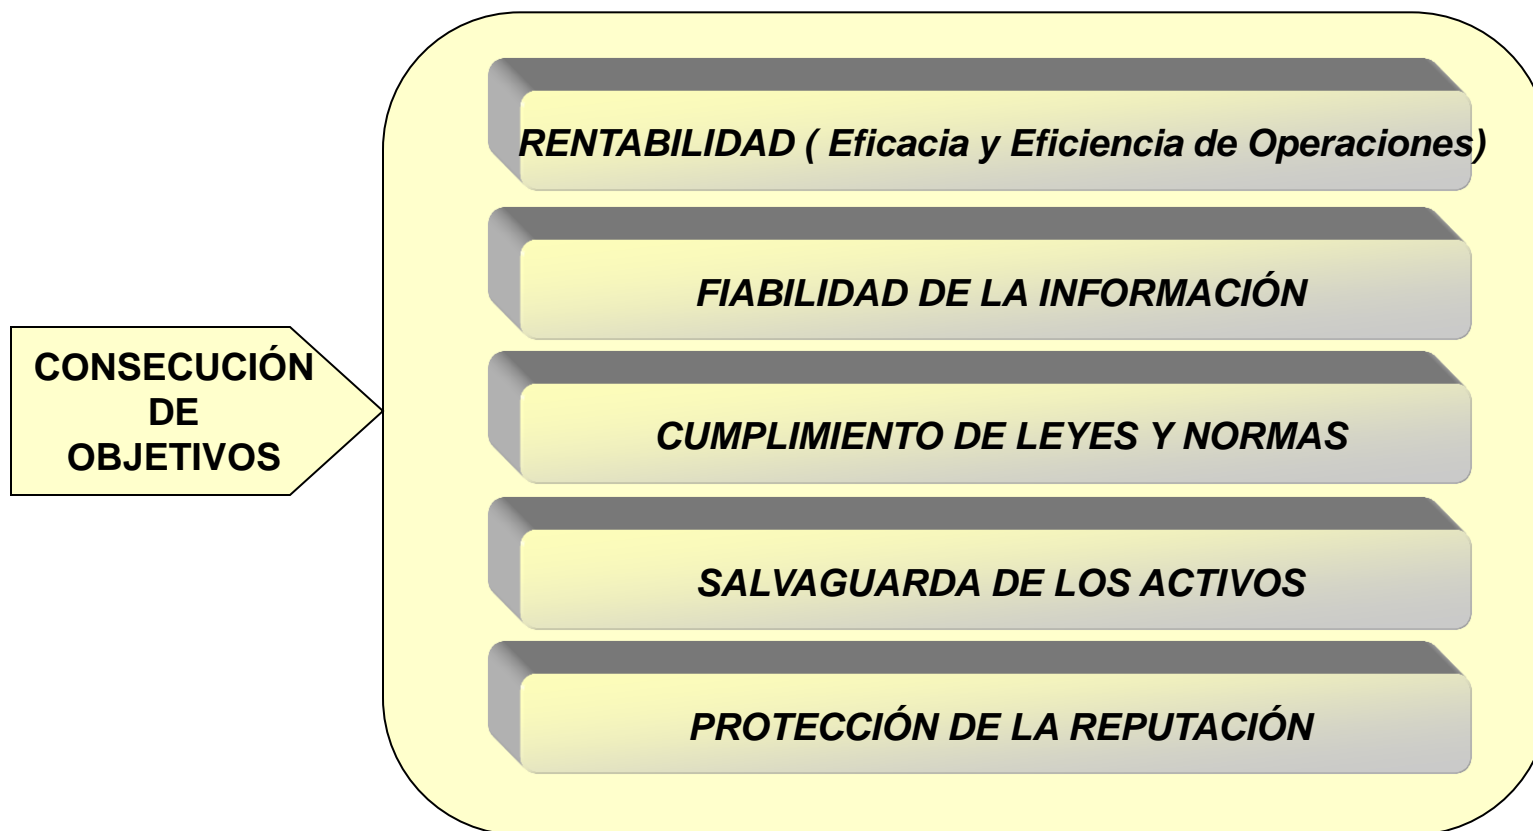 RENTABILIDAD ( Eficacia y Eficiencia de Operaciones)
FIABILIDAD DE LA INFORMACIÓN
CONSECUCIÓN
DE
OBJETIVOS
CUMPLIMIENTO DE LEYES Y NORMAS
SALVAGUARDA DE LOS ACTIVOS
PROTECCIÓN DE LA REPUTACIÓN